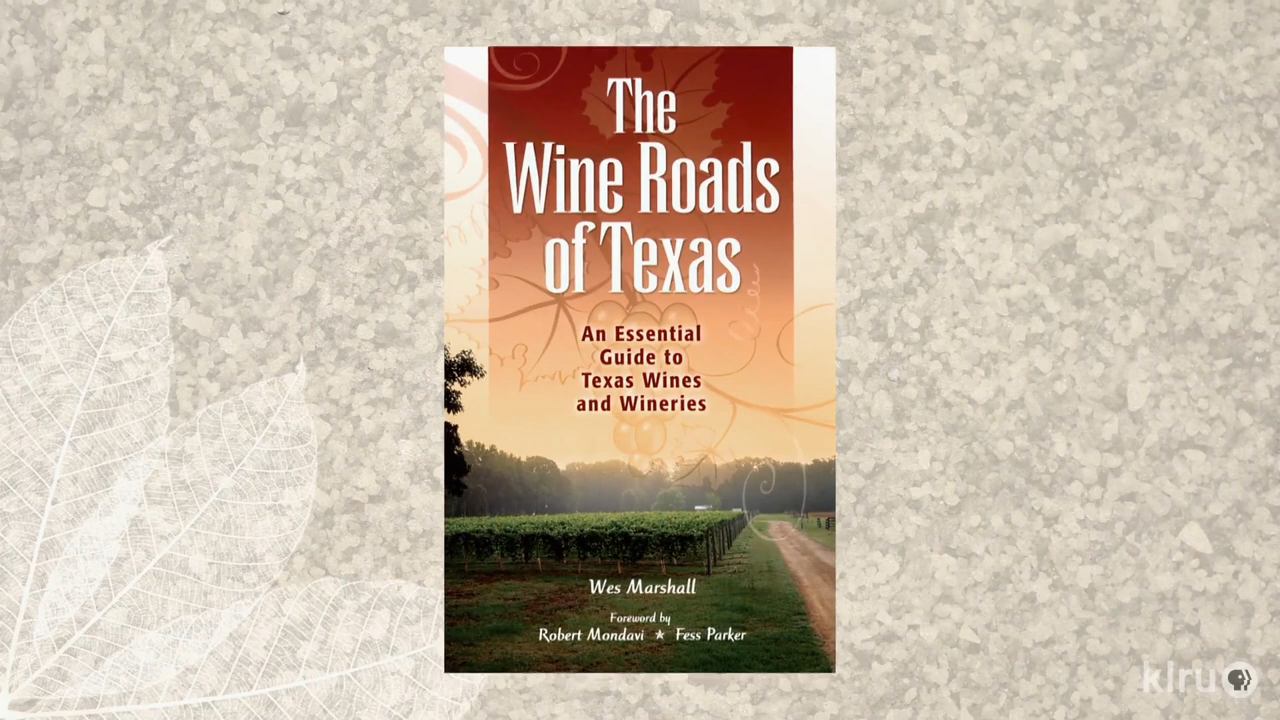 The
Wine Roads
of Texas
An Essential
Guide to
Texas Wines
and Wineries
Wes Marshall
Foreword by
Robert Mondavi ★ Fess Parker
klru